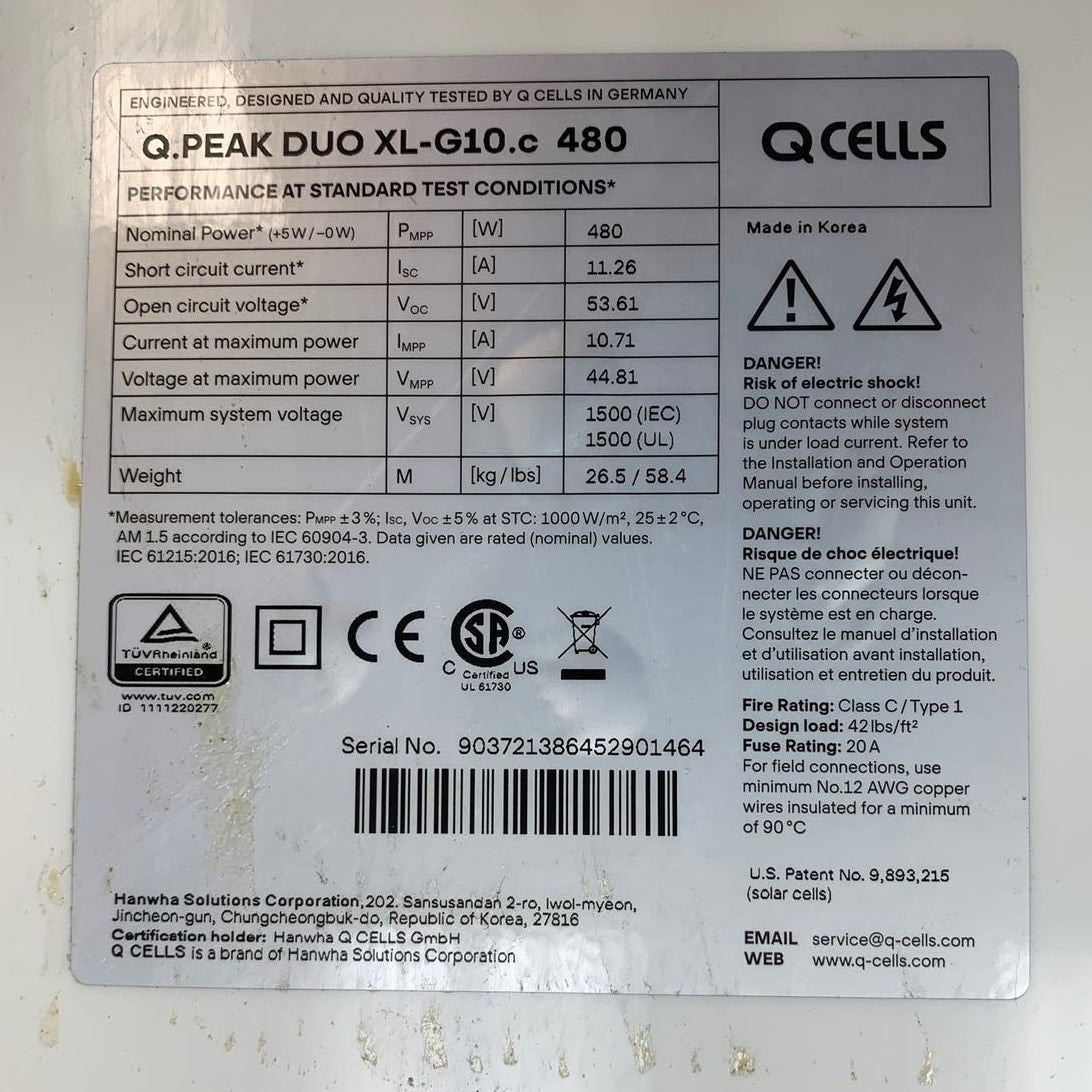 ENGINEERED, DESIGNED AND QUALITY TESTED BY Q CELLS IN GERMANY
Q.PEAK DUO XL-G10.c 480
PERFORMANCE AT STANDARD TEST CONDITIONS*
Nominal Power* (+5W/−0W) PMPP [W] 480
Short circuit current* ISC [A] 11.26
Open circuit voltage* VOC [V] 53.61
Current at maximum power IMPP [A] 10.71
Voltage at maximum power VMPP [V] 44.81
Maximum system voltage VSYS [V] 1500 (IEC)
1500 (UL)
Weight M [kg/lbs] 26.5 / 58.4
*Measurement tolerances: PMPP ±3%; ISC, VOC ±5% at STC: 1000 W/m², 25±2°C,
AM 1.5 according to IEC 60904-3. Data given are rated (nominal) values.
IEC 61215:2016; IEC 61730:2016.
TÜVRheinland®
CERTIFIED
www.tuv.com
ID 1111220277
CE
SA®
C US
Certified
UL 61730
Serial No. 903721386452901464
Hanwha Solutions Corporation,202. Sansusandan 2-ro, Iwol-myeon,
Jincheon-gun, Chungcheongbuk-do, Republic of Korea, 27816
Certification holder: Hanwha Q CELLS GmbH
Q CELLS is a brand of Hanwha Solutions Corporation
Q CELLS
Made in Korea
DANGER!
Risk of electric shock!
DO NOT connect or disconnect
plug contacts while system
is under load current. Refer to
the Installation and Operation
Manual before installing,
operating or servicing this unit.
DANGER!
Risque de choc électrique!
NE PAS connecter ou décon-
necter les connecteurs lorsque
le système est en charge.
Consultez le manuel d'installation
et d'utilisation avant installation,
utilisation et entretien du produit.
Fire Rating: Class C / Type 1
Design load: 42 lbs/ft²
Fuse Rating: 20 A
For field connections, use
minimum No.12 AWG copper
wires insulated for a minimum
of 90°C
U.S. Patent No. 9,893,215
(solar cells)
EMAIL service@q-cells.com
WEB www.q-cells.com